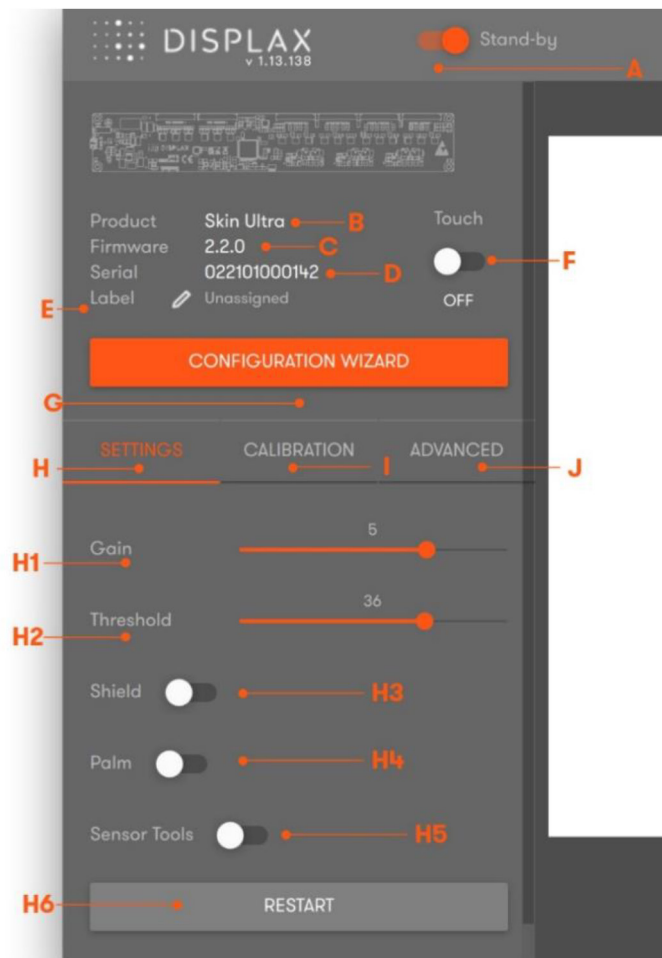 DISPLAX
v 1.13.138
Stand-by
A
DISPLAX
Product Skin Ultra B
Touch
Firmware 2.2.0 C
F
Serial 022101000142 D
E Label Unassigned
OFF
CONFIGURATION WIZARD
G
SETTINGS CALIBRATION ADVANCED
H I J
5
Gain
H1
36
Threshold
H2
Shield H3
Palm H4
Sensor Tools H5
H6 RESTART